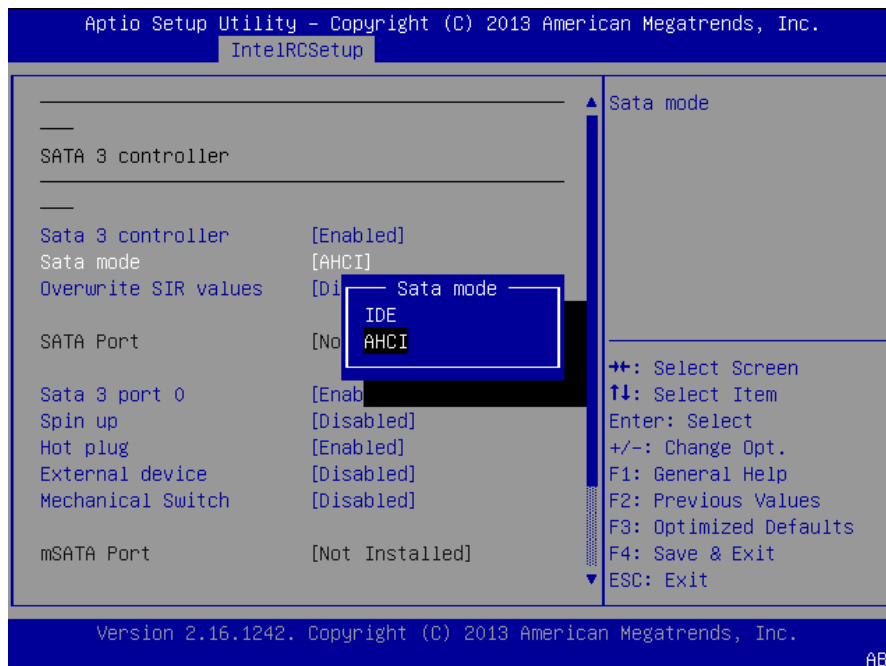 Aptio Setup Utility – Copyright (C) 2013 American Megatrends, Inc.
IntelRCSetup
SATA 3 controller
Sata 3 controller [Enabled]
Sata mode [AHCI]
Overwrite SIR values [Di
SATA Port [No
Sata 3 port 0 [Enab
Spin up [Disabled]
Hot plug [Enabled]
External device [Disabled]
Mechanical Switch [Disabled]
mSATA Port [Not Installed]
Sata mode
IDE
AHCI
Sata mode
→←: Select Screen
↑↓: Select Item
Enter: Select
+/-: Change Opt.
F1: General Help
F2: Previous Values
F3: Optimized Defaults
F4: Save & Exit
ESC: Exit
Version 2.16.1242. Copyright (C) 2013 American Megatrends, Inc.
AB